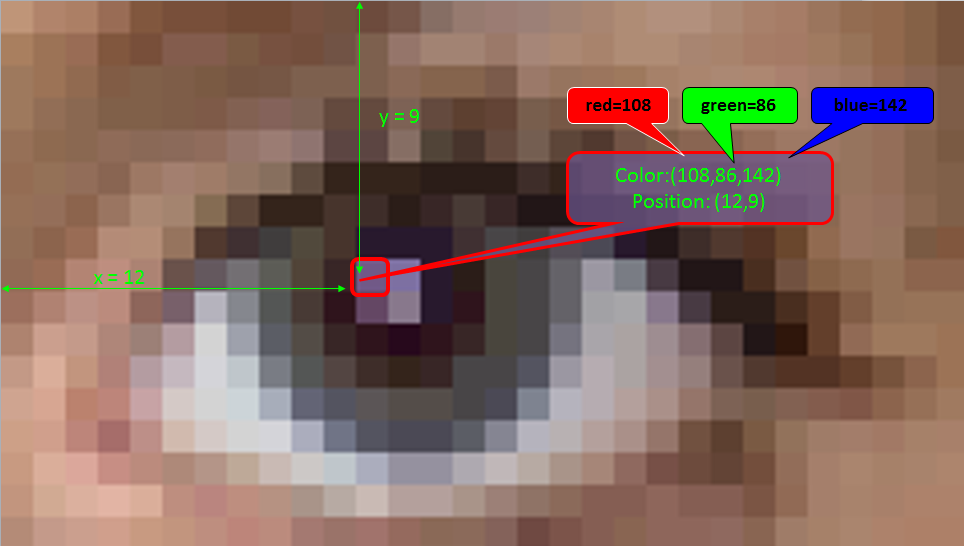 red=108
green=86
blue=142
y = 9
Color:(108,86,142)
Position: (12,9)
x = 12